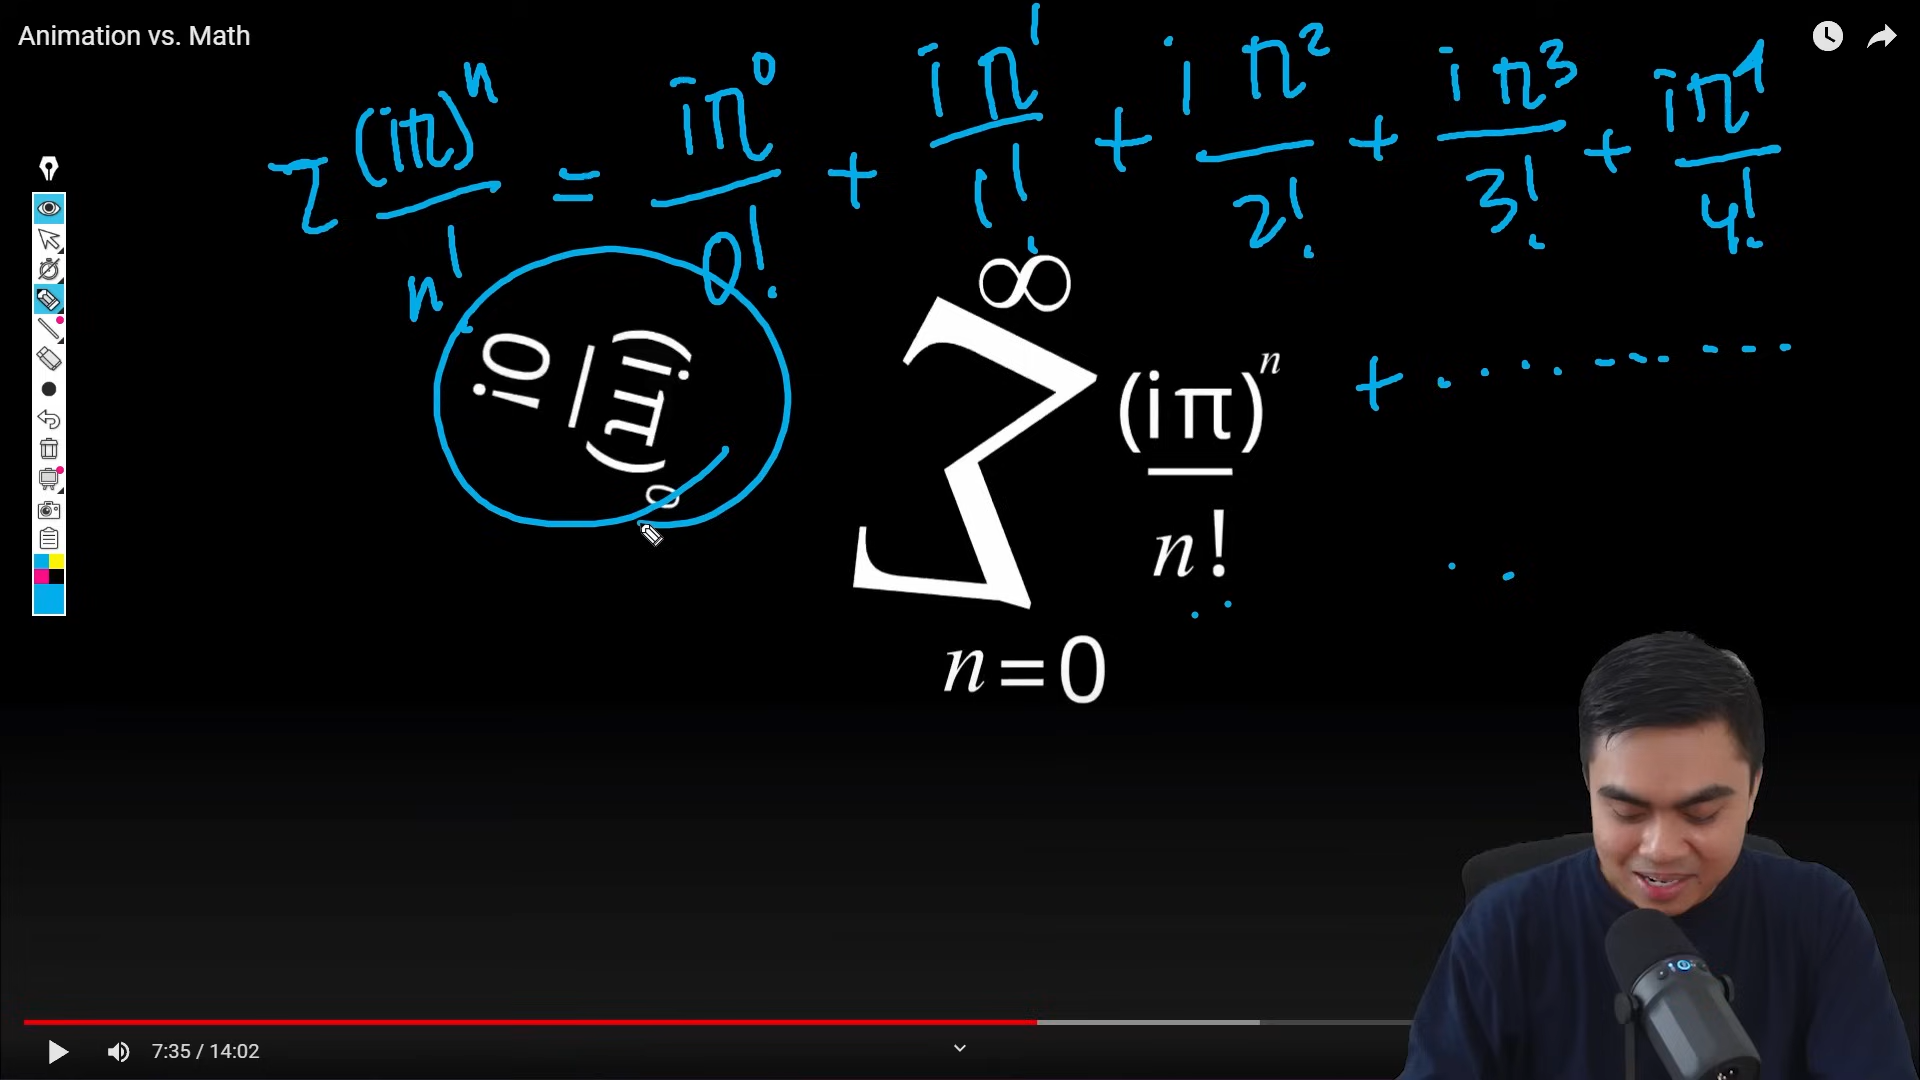 Animation vs. Math
Σ (iπ)^n / n! = iπ^0 / 0! + iπ^1 / 1! + iπ^2 / 2! + iπ^3 / 3! + iπ^4 / 4!
+ ..........
(iπ)^0 / 0!
∞
Σ (iπ)^n / n!
n=0
7:35 / 14:02